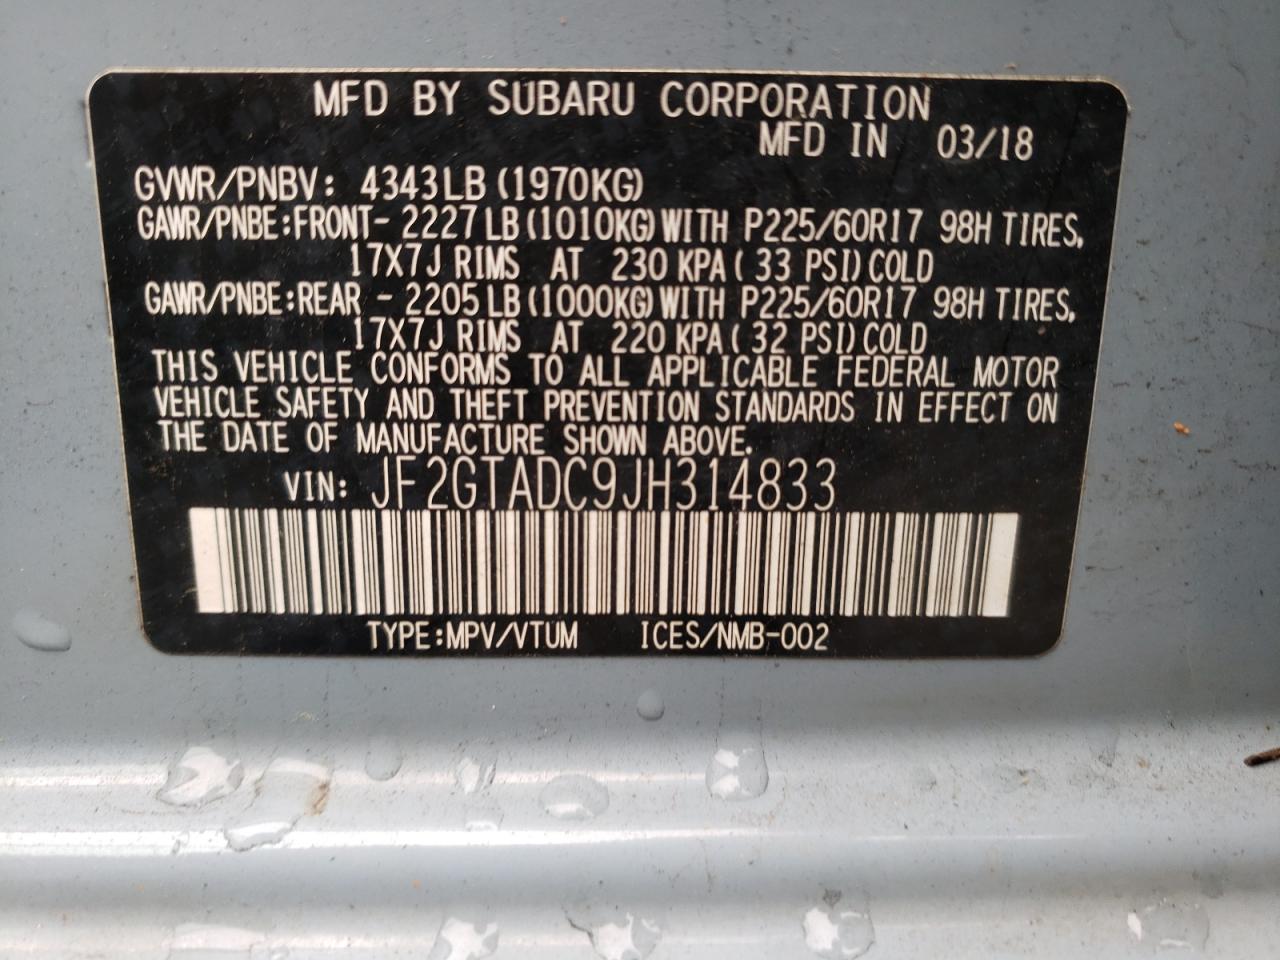 MFD BY SUBARU CORPORATION
MFD IN 03/18
GVWR/PNBV: 4343LB (1970KG)
GAWR/PNBE:FRONT- 2227 LB (1010KG) WITH P225/60R17 98H TIRES,
17X7J RIMS AT 230 KPA ( 33 PSI) COLD
GAWR/PNBE:REAR - 2205 LB (1000KG) WITH P225/60R17 98H TIRES,
17X7J RIMS AT 220 KPA ( 32 PSI) COLD
THIS VEHICLE CONFORMS TO ALL APPLICABLE FEDERAL MOTOR
VEHICLE SAFETY AND THEFT PREVENTION STANDARDS IN EFFECT ON
THE DATE OF MANUFACTURE SHOWN ABOVE.
VIN: JF2GTADC9JH314833
TYPE:MPV/VTUM ICES/NMB-002